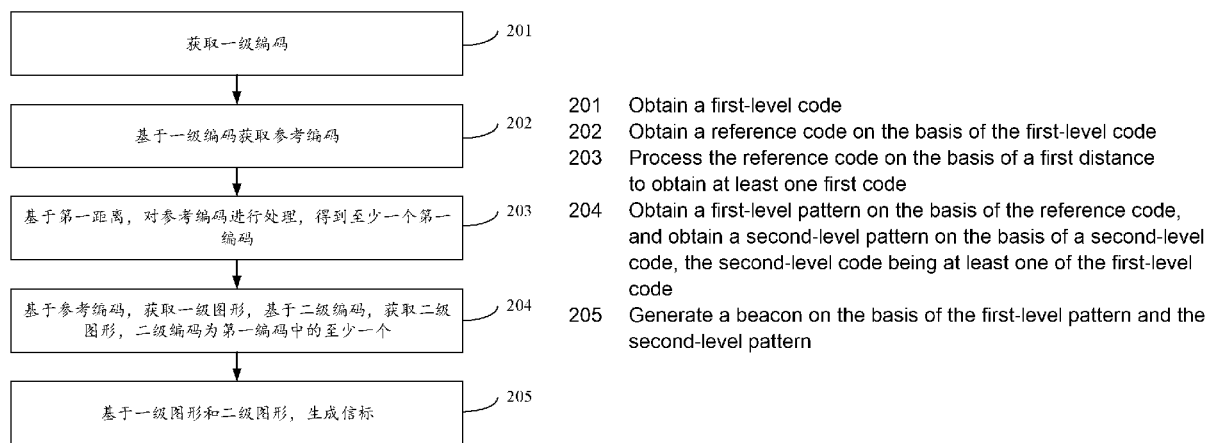 获取一级编码
201
基于一级编码获取参考编码
202
基于第一距离，对参考编码进行处理，得到至少一个第一
编码
203
基于参考编码，获取一级图形，基于二级编码，获取二级
图形，二级编码为第一编码中的至少一个
204
基于一级图形和二级图形，生成信标
205
201 Obtain a first-level code
202 Obtain a reference code on the basis of the first-level code
203 Process the reference code on the basis of a first distance
to obtain at least one first code
204 Obtain a first-level pattern on the basis of the reference code,
and obtain a second-level pattern on the basis of a second-level
code, the second-level code being at least one of the first-level
code
205 Generate a beacon on the basis of the first-level pattern and the
second-level pattern